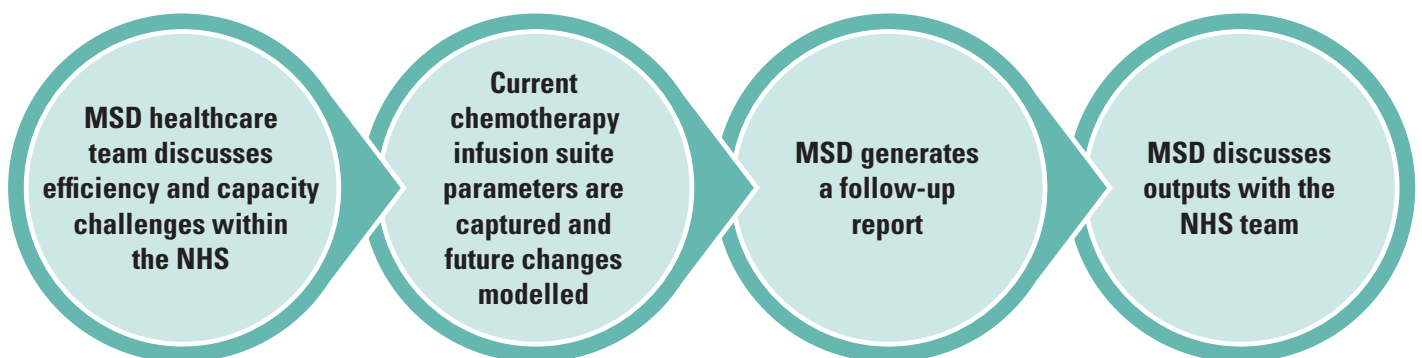 MSD healthcare
team discusses
efficiency and capacity
challenges within
the NHS
Current
chemotherapy
infusion suite
parameters are
captured and
future changes
modelled
MSD generates
a follow-up
report
MSD discusses
outputs with the
NHS team